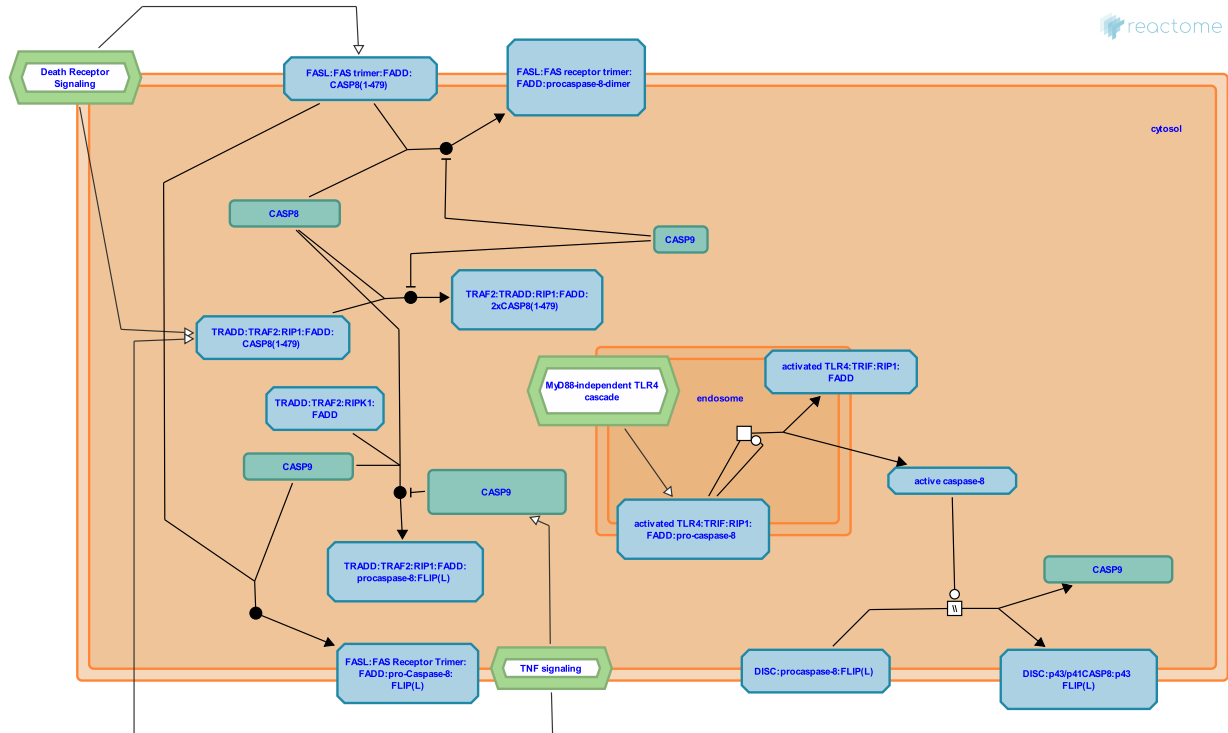 reactome
Death Receptor
Signaling
FASL:FAS trimer:FADD:
CASP8(1-479)
FASL:FAS receptor trimer:
FADD:procaspase-8-dimer
cytosol
CASP8
CASP9
TRAF2:TRADD:RIP1:FADD:
2xCASP8(1-479)
TRADD:TRAF2:RIP1:FADD:
CASP8(1-479)
TRADD:TRAF2:RIPK1:
FADD
MyD88-independent TLR4
cascade
endosome
activated TLR4:TRIF:RIP1:
FADD
CASP9
CASP9
active caspase-8
activated TLR4:TRIF:RIP1:
FADD:pro-caspase-8
TRADD:TRAF2:RIP1:FADD:
procaspase-8:FLIP(L)
CASP9
\\
FASL:FAS Receptor Trimer:
FADD:pro-Caspase-8:
FLIP(L)
TNF signaling
DISC:procaspase-8:FLIP(L)
DISC:p43/p41CASP8:p43
FLIP(L)